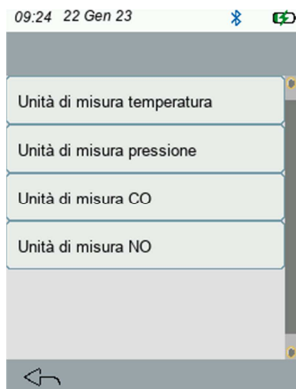 09:24 22 Gen 23
Unità di misura temperatura
Unità di misura pressione
Unità di misura CO
Unità di misura NO